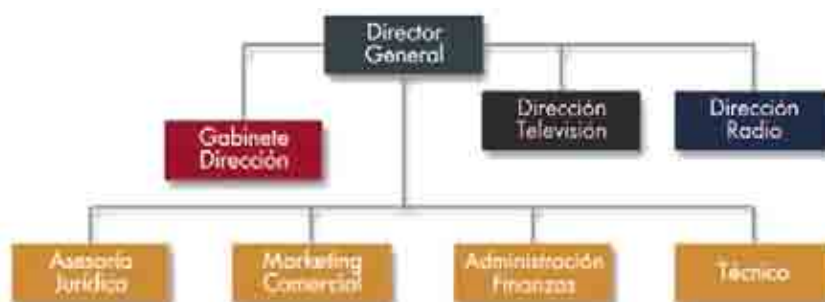 Director
General
Gabinete
Dirección
Dirección
Televisión
Dirección
Radio
Asesoría
Jurídica
Marketing
Comercial
Administración
Finanzas
Técnico